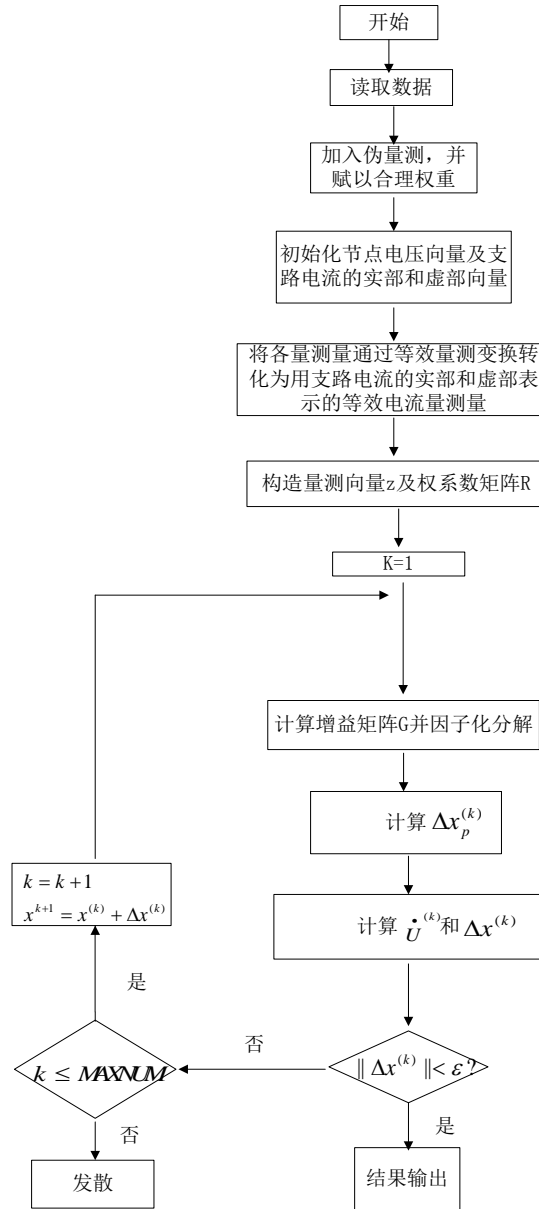 开始
读取数据
加入伪量测，并
赋以合理权重
初始化节点电压向量及支
路电流的实部和虚部向量
将各量测量通过等效量测变换转
化为用支路电流的实部和虚部表
示的等效电流量测量
构造量测向量z及权系数矩阵R
K=1
计算增益矩阵G并因子化分解
计算 Δx_p^(k)
k = k + 1
x^{k+1} = x^(k) + Δx^(k)
计算 U̇^(k) 和 Δx^(k)
是
否
k ≤ MAXNUM
‖ Δx^(k) ‖< ε ?
否
是
发散
结果输出